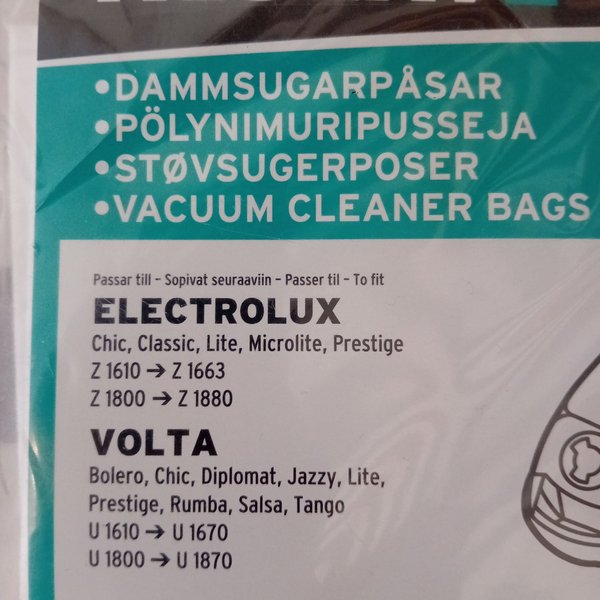 •DAMMSUGARPÅSAR
•PÖLYNIMURIPUSSEJA
•STØVSUGERPOSER
•VACUUM CLEANER BAGS
Passar till – Sopivat seuraaviin – Passer til – To fit
ELECTROLUX
Chic, Classic, Lite, Microlite, Prestige
Z 1610 → Z 1663
Z 1800 → Z 1880
VOLTA
Bolero, Chic, Diplomat, Jazzy, Lite,
Prestige, Rumba, Salsa, Tango
U 1610 → U 1670
U 1800 → U 1870